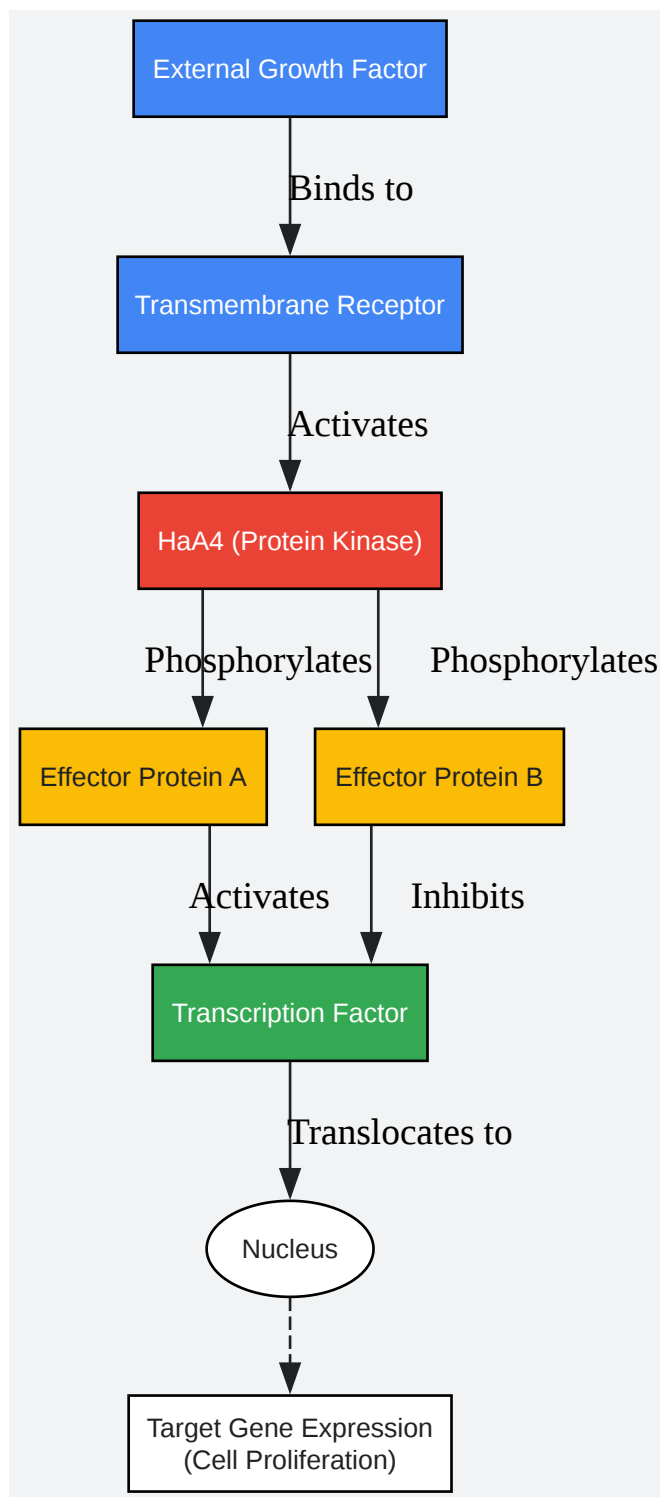 External Growth Factor
Binds to
Transmembrane Receptor
Activates
HaA4 (Protein Kinase)
Phosphorylates
Phosphorylates
Effector Protein A
Effector Protein B
Activates
Inhibits
Transcription Factor
Translocates to
Nucleus
Target Gene Expression
(Cell Proliferation)